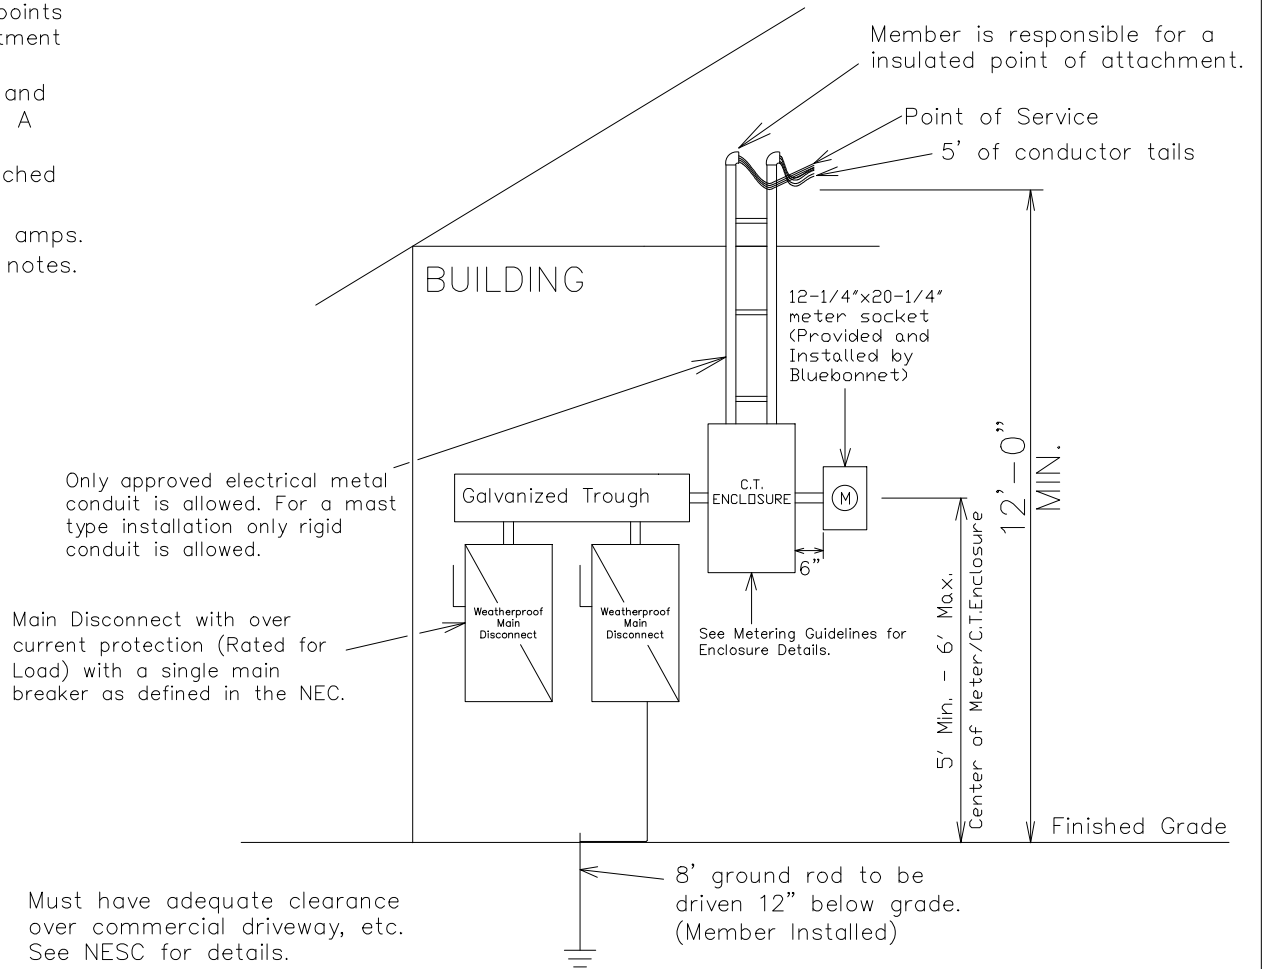 points
tment
and
A
ched
amps.
notes.
Member is responsible for a
insulated point of attachment.
Point of Service
5' of conductor tails
BUILDING
12-1/4"x20-1/4"
meter socket
(Provided and
Installed by
Bluebonnet)
12'-0"
MIN.
Only approved electrical metal
conduit is allowed. For a mast
type installation only rigid
conduit is allowed.
Galvanized Trough
C.T.
ENCLOSURE
M
6"
Weatherproof
Main
Disconnect
Weatherproof
Main
Disconnect
Main Disconnect with over
current protection (Rated for
Load) with a single main
breaker as defined in the NEC.
See Metering Guidelines for
Enclosure Details.
5' Min. - 6' Max.
Center of Meter/C.T.Enclosure
Finished Grade
8' ground rod to be
driven 12" below grade.
(Member Installed)
Must have adequate clearance
over commercial driveway, etc.
See NESC for details.